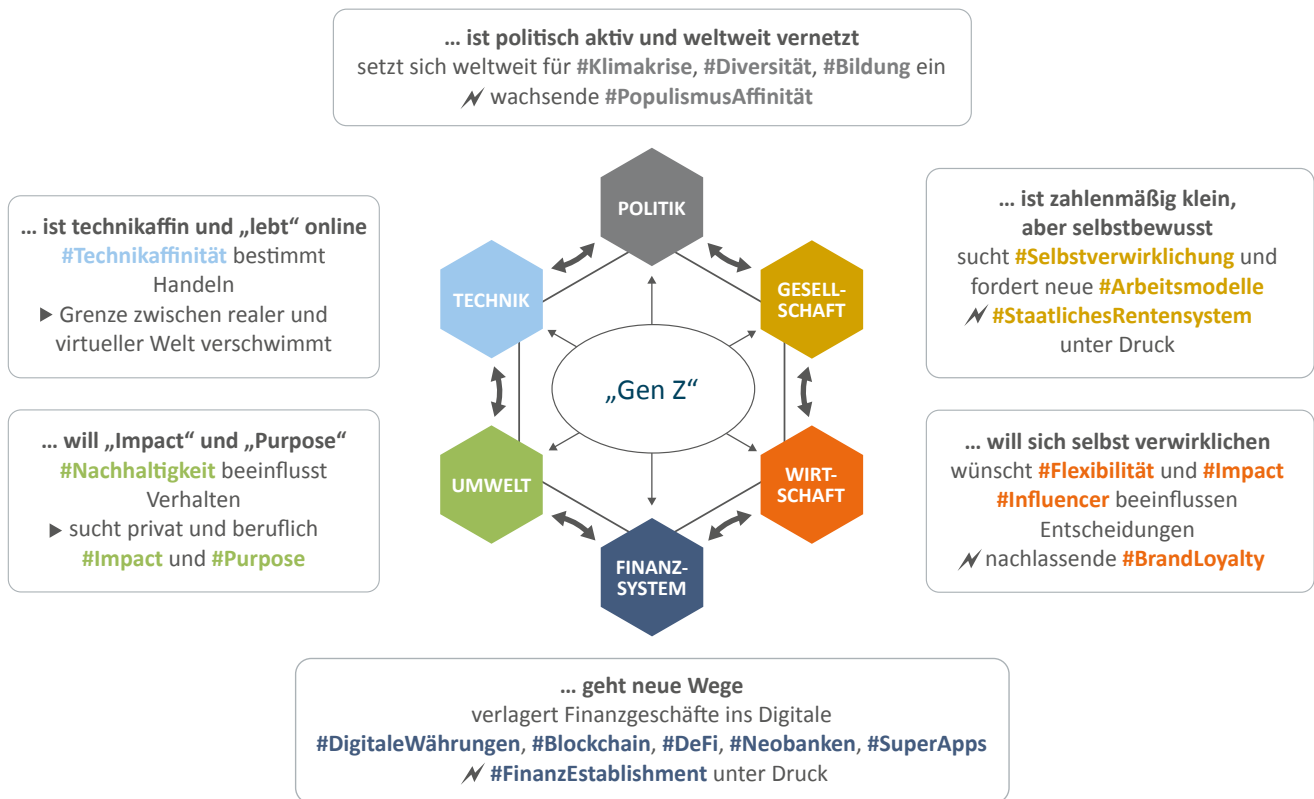 ... ist politisch aktiv und weltweit vernetzt
setzt sich weltweit für #Klimakrise, #Diversität, #Bildung ein
wachsende #PopulismusAffinität
... ist technikaffin und „lebt“ online
#Technikaffinität bestimmt
Handeln
▶ Grenze zwischen realer und
virtueller Welt verschwimmt
... will „Impact“ und „Purpose“
#Nachhaltigkeit beeinflusst
Verhalten
▶ sucht privat und beruflich
#Impact und #Purpose
POLITIK
TECHNIK
GESELL-
SCHAFT
„Gen Z“
UMWELT
WIRT-
SCHAFT
FINANZ-
SYSTEM
... ist zahlenmäßig klein,
aber selbstbewusst
sucht #Selbstverwirklichung und
fordert neue #Arbeitsmodelle
#StaatlichesRentensystem
unter Druck
... will sich selbst verwirklichen
wünscht #Flexibilität und #Impact
#Influencer beeinflussen
Entscheidungen
nachlassende #BrandLoyalty
... geht neue Wege
verlagert Finanzgeschäfte ins Digitale
#DigitaleWährungen, #Blockchain, #DeFi, #Neobanken, #SuperApps
#FinanzEstablishment unter Druck